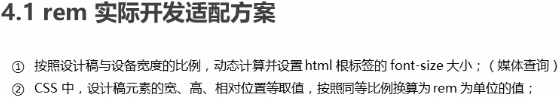 4.1 rem 实际开发适配方案
① 按照设计稿与设备宽度的比例，动态计算并设置 html 根标签的 font-size 大小；（媒体查询）
② CSS 中，设计稿元素的宽、高、相对位置等取值，按照同等比例换算为 rem 为单位的值；